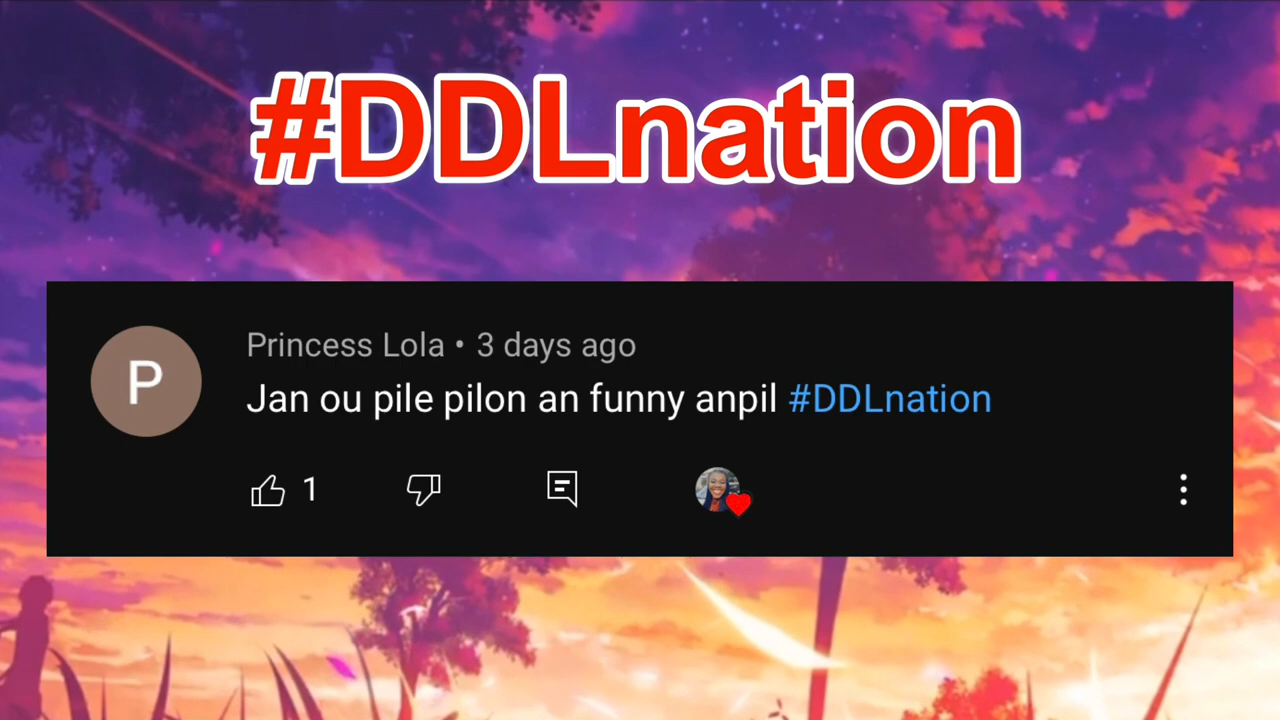 #DDLnation
P
Princess Lola • 3 days ago
Jan ou pile pilon an funny anpil #DDLnation
1